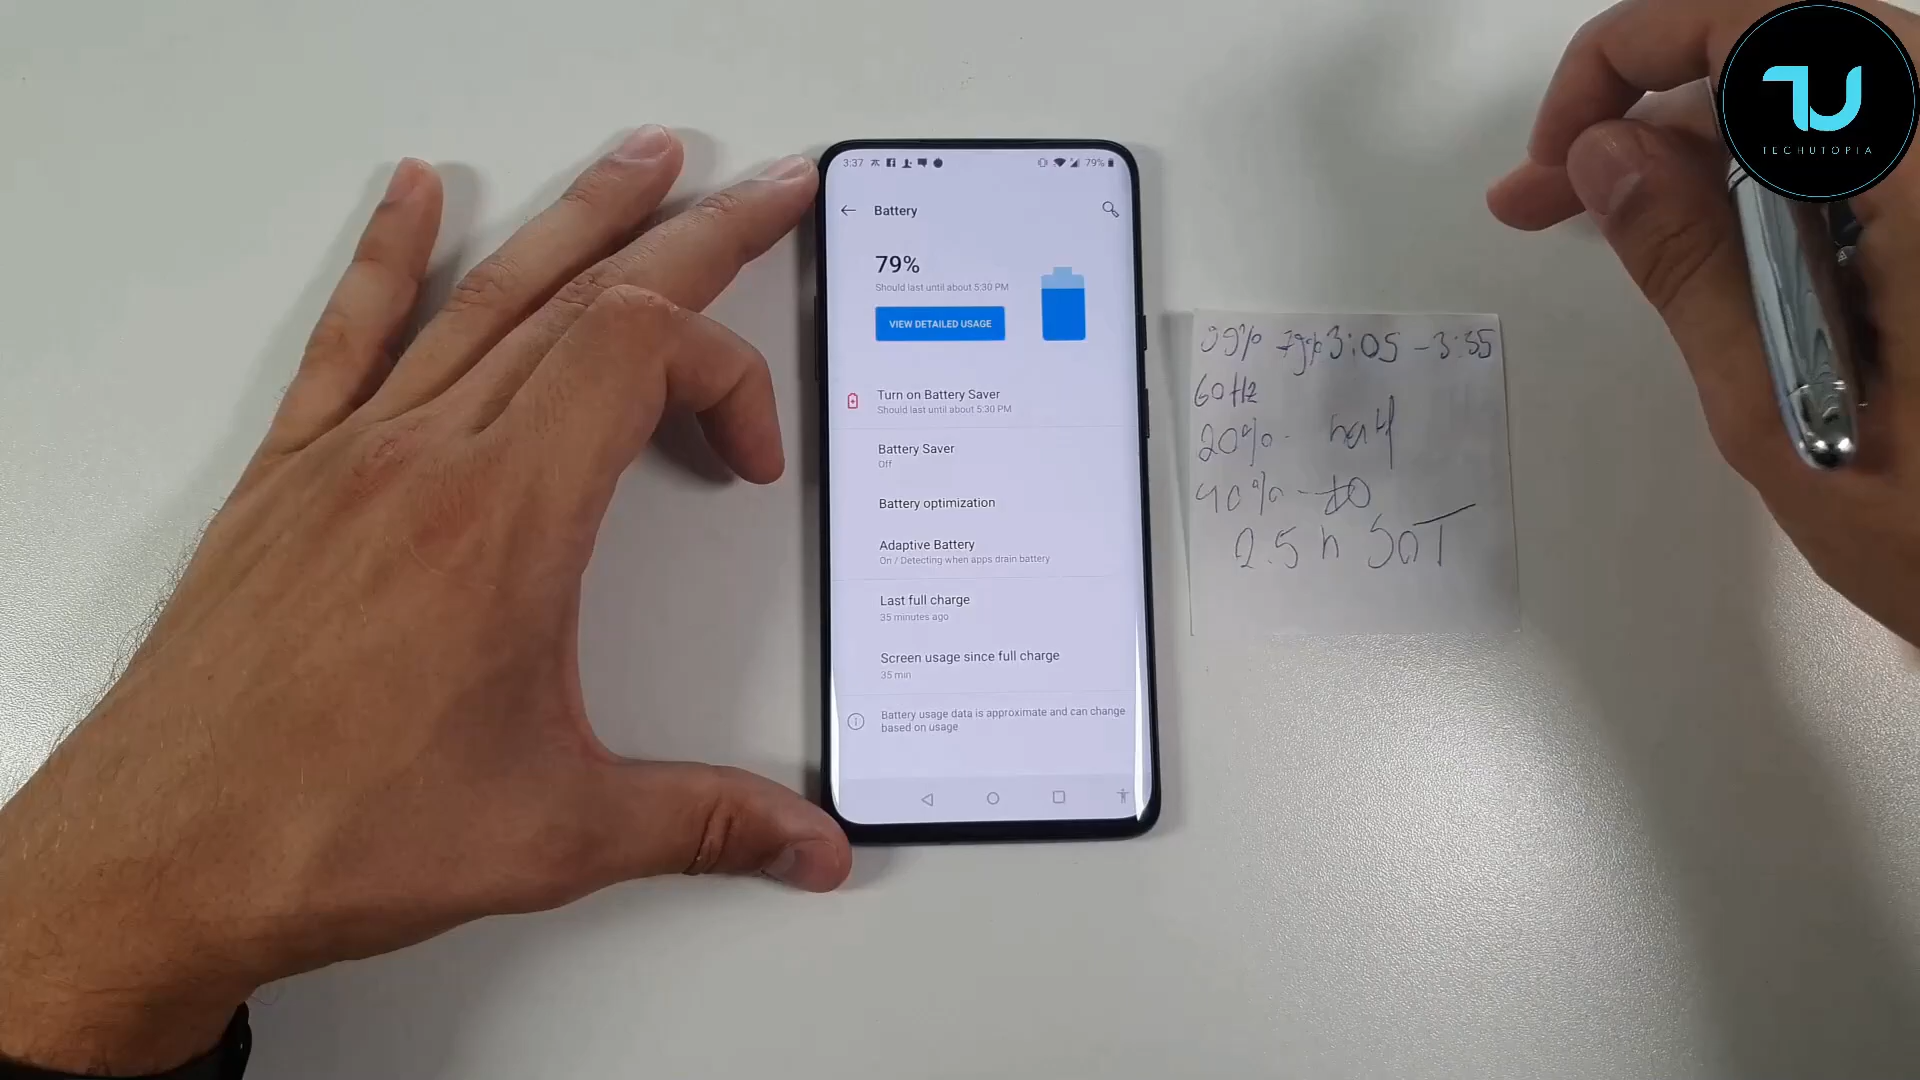 TECHUTOPIA
3:37 79%
Battery
79%
Should last until about 5:30 PM
VIEW DETAILED USAGE
Turn on Battery Saver
Should last until about 5:30 PM
Battery Saver
Off
Battery optimization
Adaptive Battery
On / Detecting when apps drain battery
Last full charge
35 minutes ago
Screen usage since full charge
35 min
Battery usage data is approximate and can change
based on usage
99% 79% 3:05 - 3:35
60Hz
20% - half
40% -
2.5 h SoT